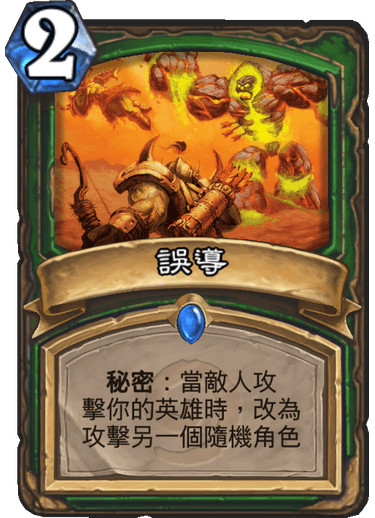 2
誤導
秘密：當敵人攻
擊你的英雄時，改為
攻擊另一個隨機角色